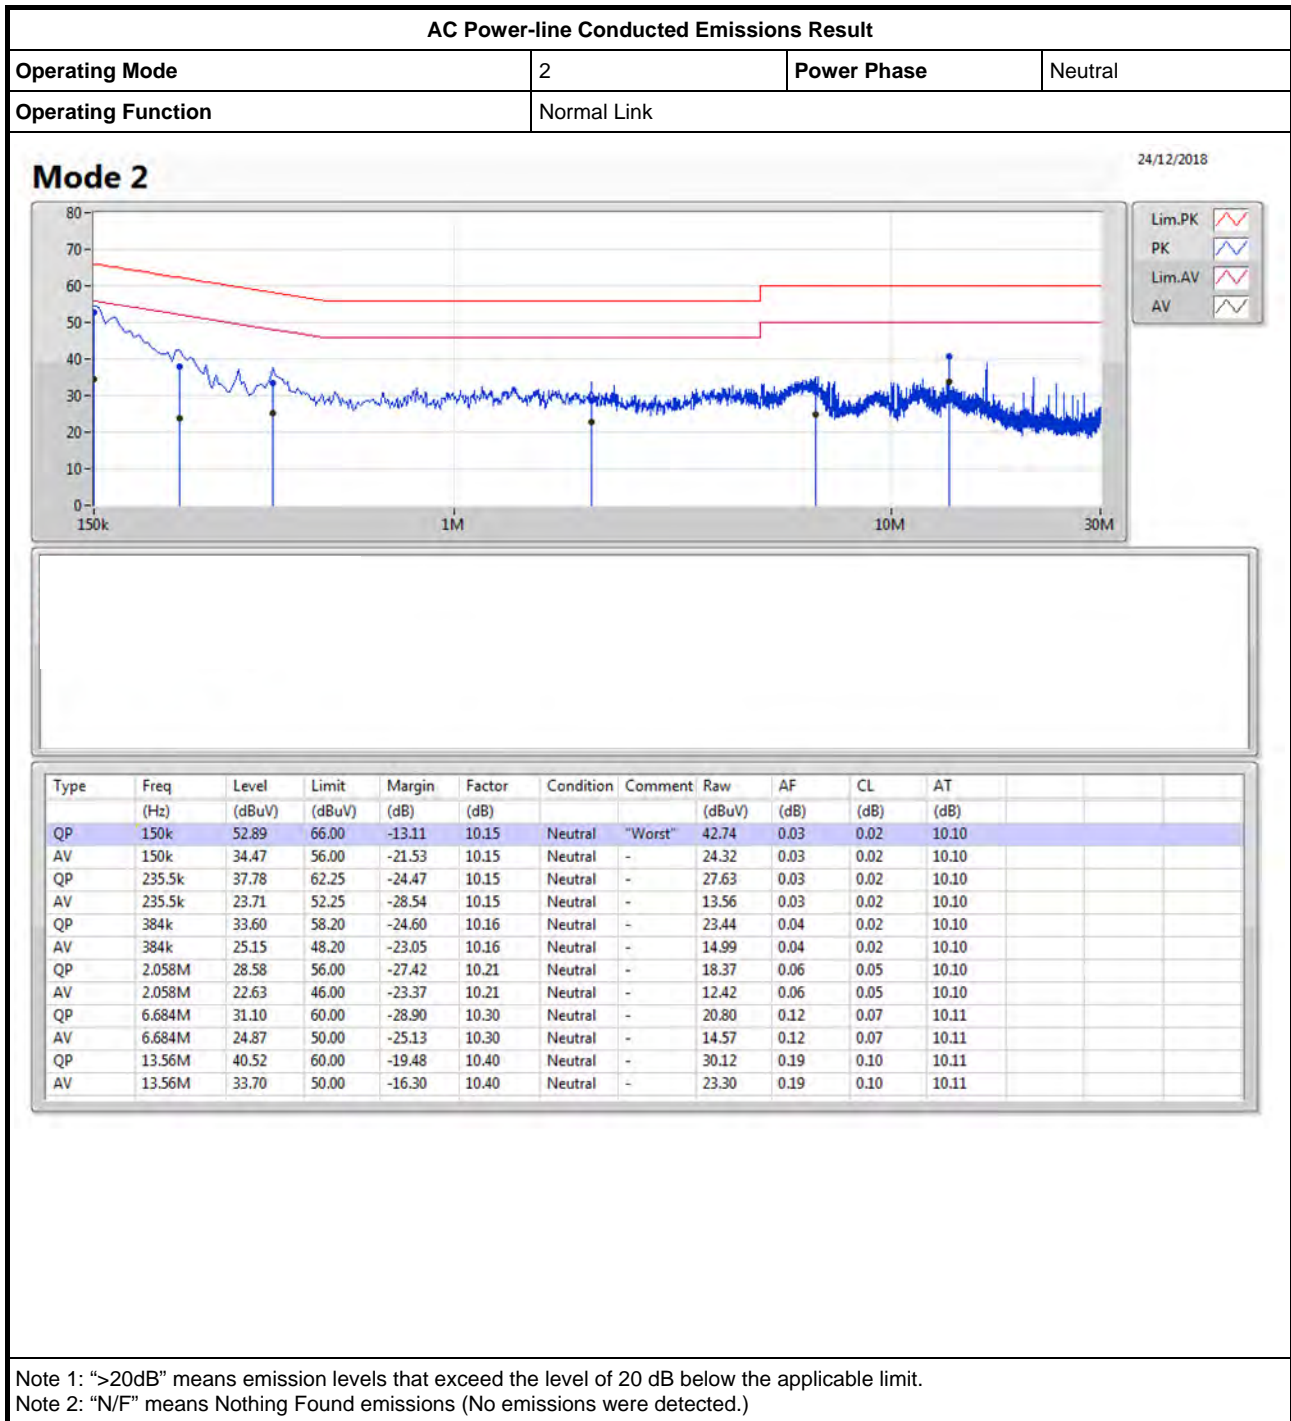 AC Power-line Conducted Emissions Result
Operating Mode 2 Power Phase Neutral
Operating Function Normal Link
24/12/2018
Mode 2
80
70
60
50
40
30
20
10
0
150k 1M 10M 30M
Lim.PK
PK
Lim.AV
AV
Type Freq Level Limit Margin Factor Condition Comment Raw AF CL AT
(Hz) (dBuV) (dBuV) (dB) (dB) (dBuV) (dB) (dB) (dB)
QP 150k 52.89 66.00 -13.11 10.15 Neutral "Worst" 42.74 0.03 0.02 10.10
AV 150k 34.47 56.00 -21.53 10.15 Neutral - 24.32 0.03 0.02 10.10
QP 235.5k 37.78 62.25 -24.47 10.15 Neutral - 27.63 0.03 0.02 10.10
AV 235.5k 23.71 52.25 -28.54 10.15 Neutral - 13.56 0.03 0.02 10.10
QP 384k 33.60 58.20 -24.60 10.16 Neutral - 23.44 0.04 0.02 10.10
AV 384k 25.15 48.20 -23.05 10.16 Neutral - 14.99 0.04 0.02 10.10
QP 2.058M 28.58 56.00 -27.42 10.21 Neutral - 18.37 0.06 0.05 10.10
AV 2.058M 22.63 46.00 -23.37 10.21 Neutral - 12.42 0.06 0.05 10.10
QP 6.684M 31.10 60.00 -28.90 10.30 Neutral - 20.80 0.12 0.07 10.11
AV 6.684M 24.87 50.00 -25.13 10.30 Neutral - 14.57 0.12 0.07 10.11
QP 13.56M 40.52 60.00 -19.48 10.40 Neutral - 30.12 0.19 0.10 10.11
AV 13.56M 33.70 50.00 -16.30 10.40 Neutral - 23.30 0.19 0.10 10.11
Note 1: “>20dB” means emission levels that exceed the level of 20 dB below the applicable limit.
Note 2: “N/F” means Nothing Found emissions (No emissions were detected.)